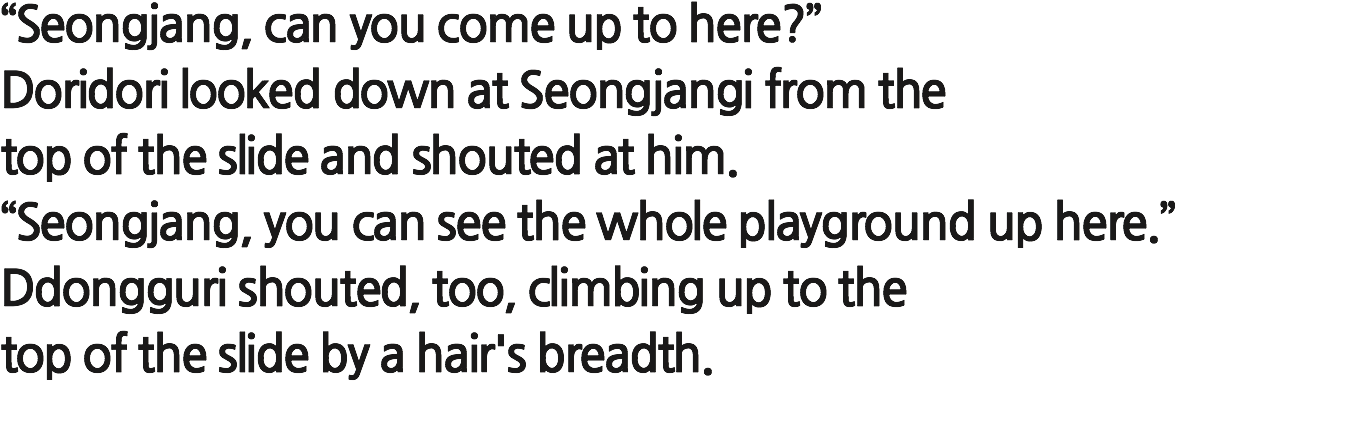 “Seongjang, can you come up to here?”
Doridori looked down at Seongjangi from the
top of the slide and shouted at him.
“Seongjang, you can see the whole playground up here.”
Ddongguri shouted, too, climbing up to the
top of the slide by a hair's breadth.